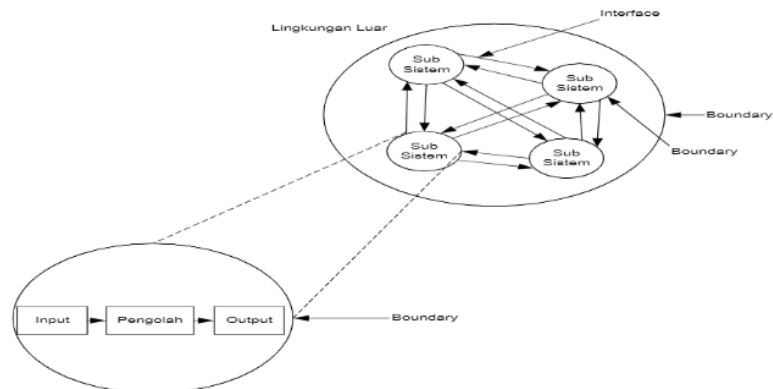 Interface
Lingkungan Luar
Sub
Sistem
Sub
Sistem
Boundary
Sub
Sistem
Sub
Sistem
Boundary
Input
Pengolah
Output
Boundary